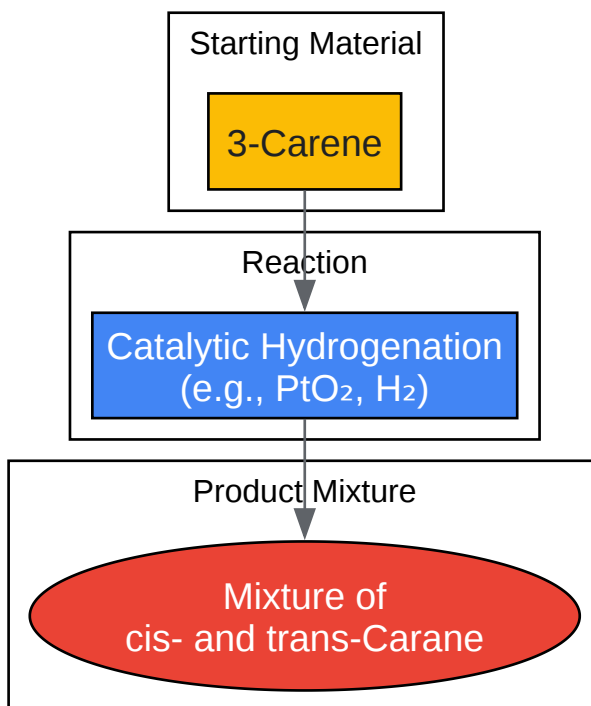 Starting Material
3-Carene
Reaction
Catalytic Hydrogenation
(e.g., PtO₂, H₂)
Product Mixture
Mixture of
cis- and trans-Carane